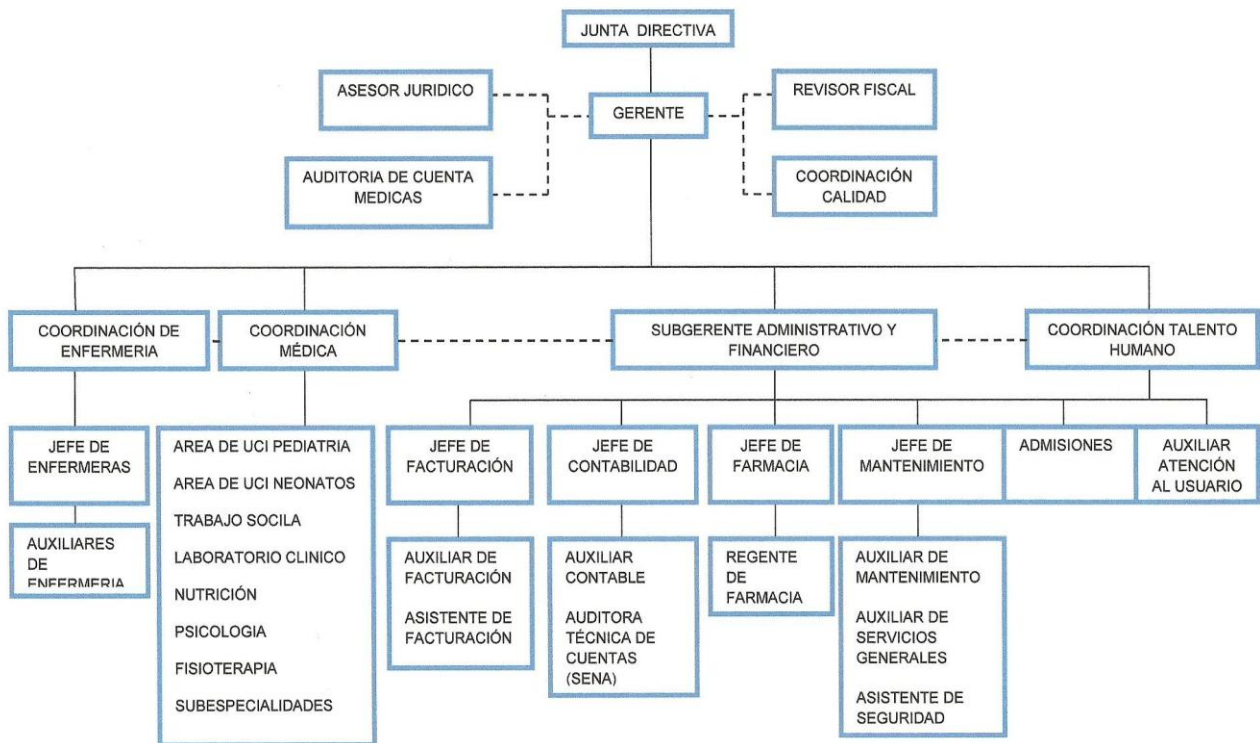 JUNTA DIRECTIVA
ASESOR JURIDICO
GERENTE
REVISOR FISCAL
AUDITORIA DE CUENTA
MEDICAS
COORDINACIÓN
CALIDAD
COORDINACIÓN DE
ENFERMERIA
COORDINACIÓN
MÉDICA
SUBGERENTE ADMINISTRATIVO Y
FINANCIERO
COORDINACIÓN TALENTO
HUMANO
JEFE DE
ENFERMERAS
AUXILIARES
DE
ENFERMERIA
AREA DE UCI PEDIATRIA
AREA DE UCI NEONATOS
TRABAJO SOCILA
LABORATORIO CLINICO
NUTRICIÓN
PSICOLOGIA
FISIOTERAPIA
SUBESPECIALIDADES
JEFE DE
FACTURACIÓN
AUXILIAR DE
FACTURACIÓN
ASISTENTE DE
FACTURACIÓN
JEFE DE
CONTABILIDAD
AUXILIAR
CONTABLE
AUDITORA
TÉCNICA DE
CUENTAS
(SENA)
JEFE DE
FARMACIA
REGENTE
DE
FARMACIA
JEFE DE
MANTENIMIENTO
AUXILIAR DE
MANTENIMIENTO
AUXILIAR DE
SERVICIOS
GENERALES
ASISTENTE DE
SEGURIDAD
ADMISIONES
AUXILIAR
ATENCIÓN
AL USUARIO